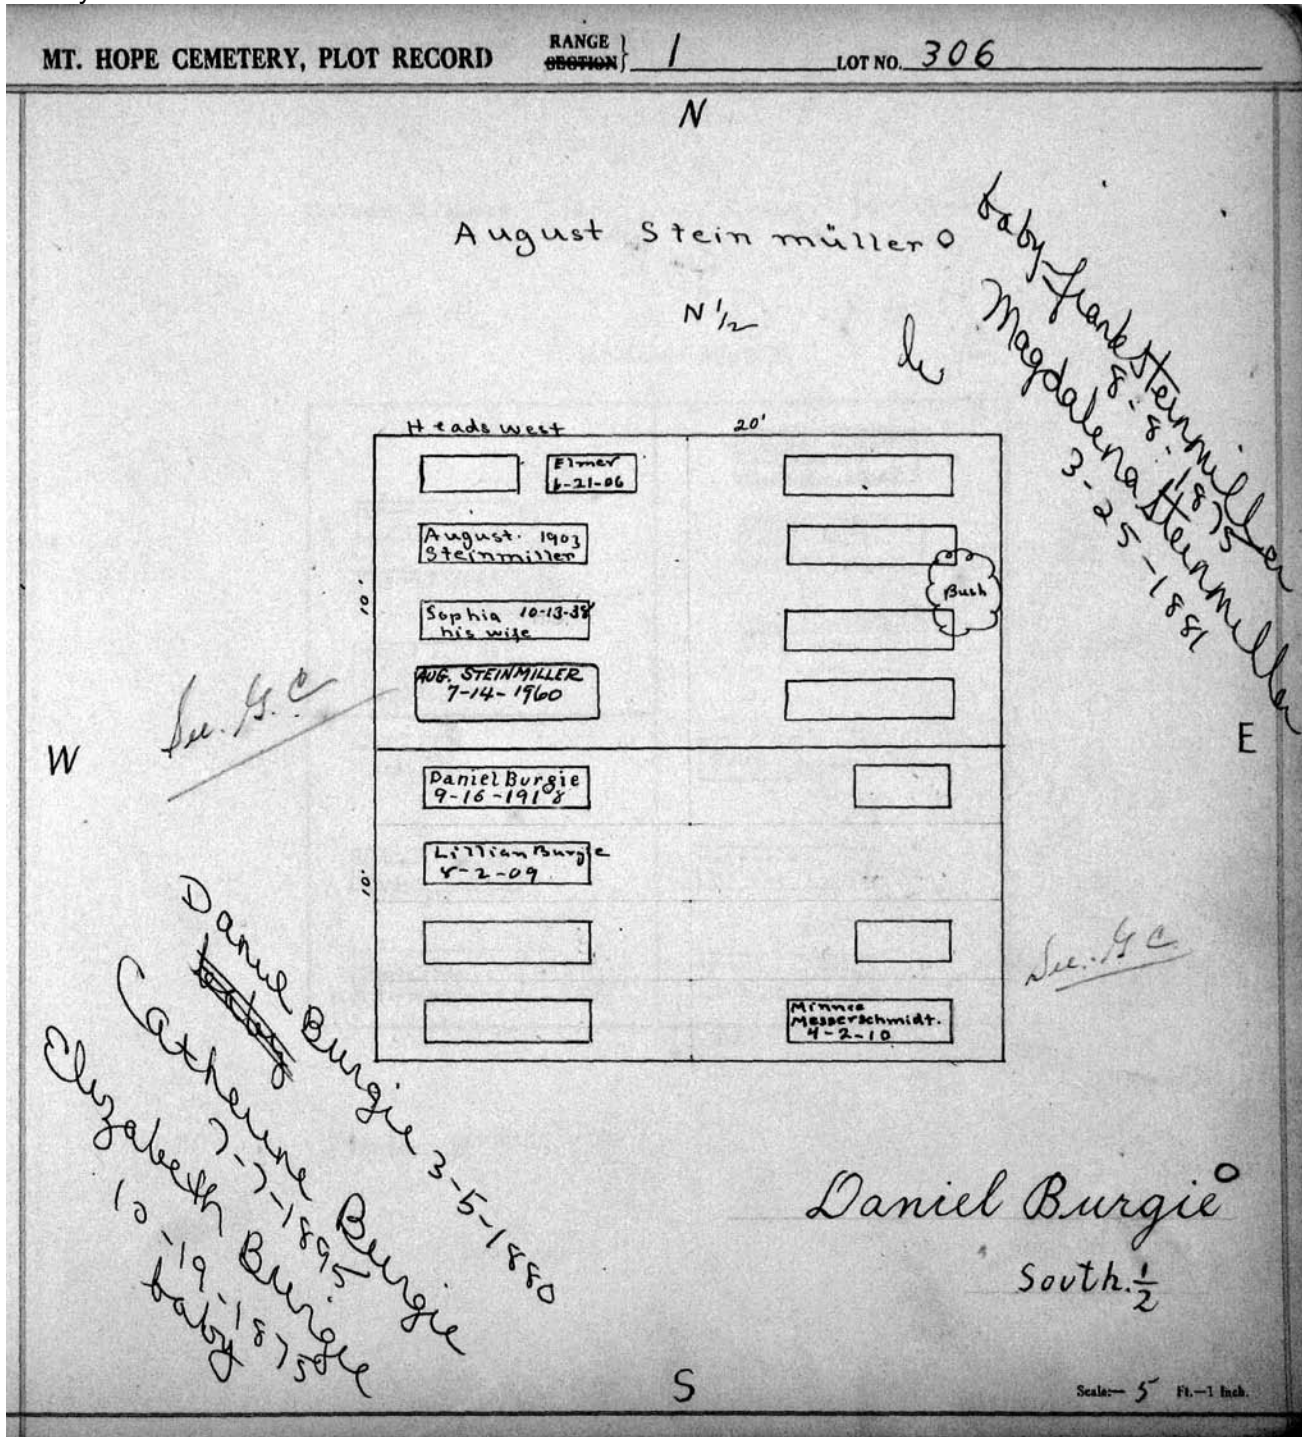 MT. HOPE CEMETERY, PLOT RECORD
RANGE
SECTION
1
LOT NO. 306
N
August Steinmüller
N 1/2
baby-Frank Steinmiller
8-8-1875
Magdalena Steinmiller
3-25-1881
Heads west
20'
Elmer
6-21-06
August. 1903
Steinmiller
10'
Bush
Sophia 10-13-38
his wife
AUG. STEINMILLER
7-14-1960
See. G.C
W
E
Daniel Burgie
9-16-1918
Lillian Burgie
8-2-09
10'
See. G C.
Minnie
Messerschmidt.
4-2-10
Daniel Burgie 3-5-1880
baby
Catherine Burgie
7-7-1895
Elizabeth Burgie
10-19-1875
baby
Daniel Burgie
South. 1/2
S
Scale:— 5 Ft.—1 Inch.